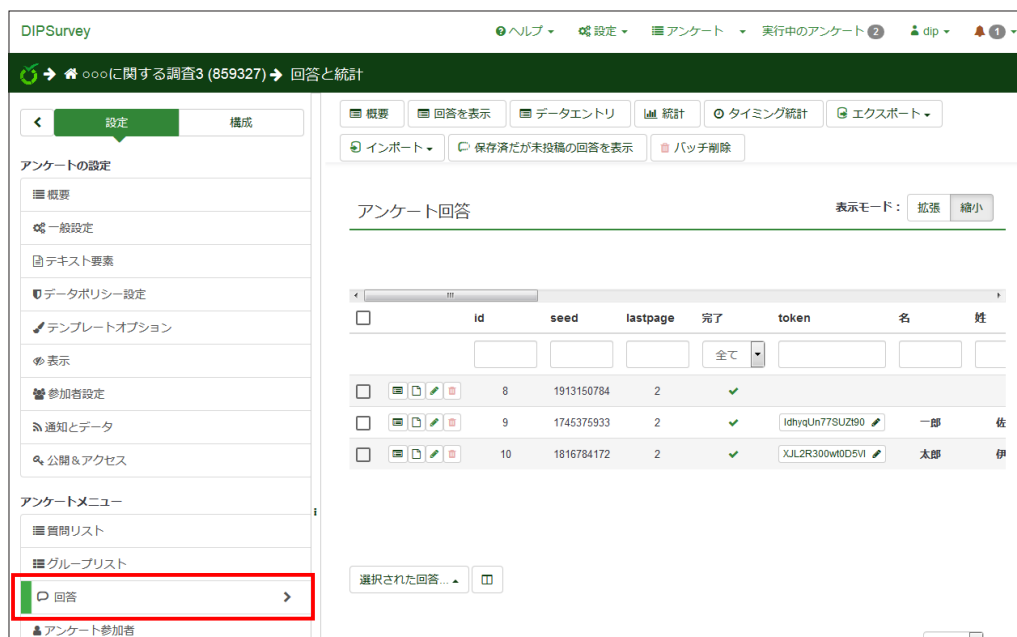 DIPSurvey
ヘルプ 設定 アンケート 実行中のアンケート 2 dip 1
○○○に関する調査3 (859327) 回答と統計
設定 構成
アンケートの設定
概要
一般設定
テキスト要素
データポリシー設定
テンプレートオプション
表示
参加者設定
通知とデータ
公開&アクセス
アンケートメニュー
質問リスト
グループリスト
回答
アンケート参加者
概要 回答を表示 データエントリ 統計 タイミング統計 エクスポート
インポート 保存済だが未投稿の回答を表示 バッチ削除
アンケート回答
表示モード: 拡張 縮小
id seed lastpage 完了 token 名 姓
全て
8 1913150784 2
9 1745375933 2 IdhyqUn77SUZt90 一郎 佐
10 1816784172 2 XJL2R300wt0D5VI 太郎 伊
選択された回答...